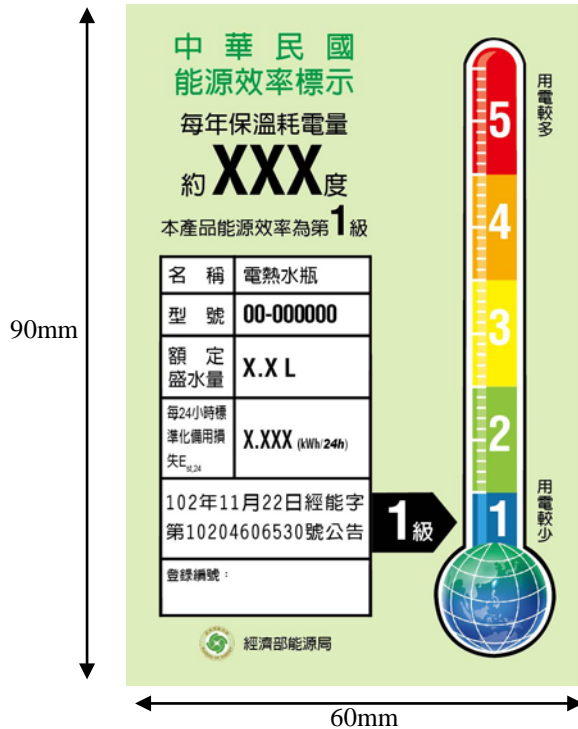 中華民國
能源效率標示
每年保溫耗電量
約XXX度
本產品能源效率為第1級
名稱 電熱水瓶
型號 00-000000
額定
盛水量 X.X L
每24小時標
準化備用損
失E_st,24 X.XXX (kWh/24h)
102年11月22日經能字
第10204606530號公告
登錄編號：
經濟部能源局
1級
用電較多
5
4
3
2
1
用電較少
90mm
60mm